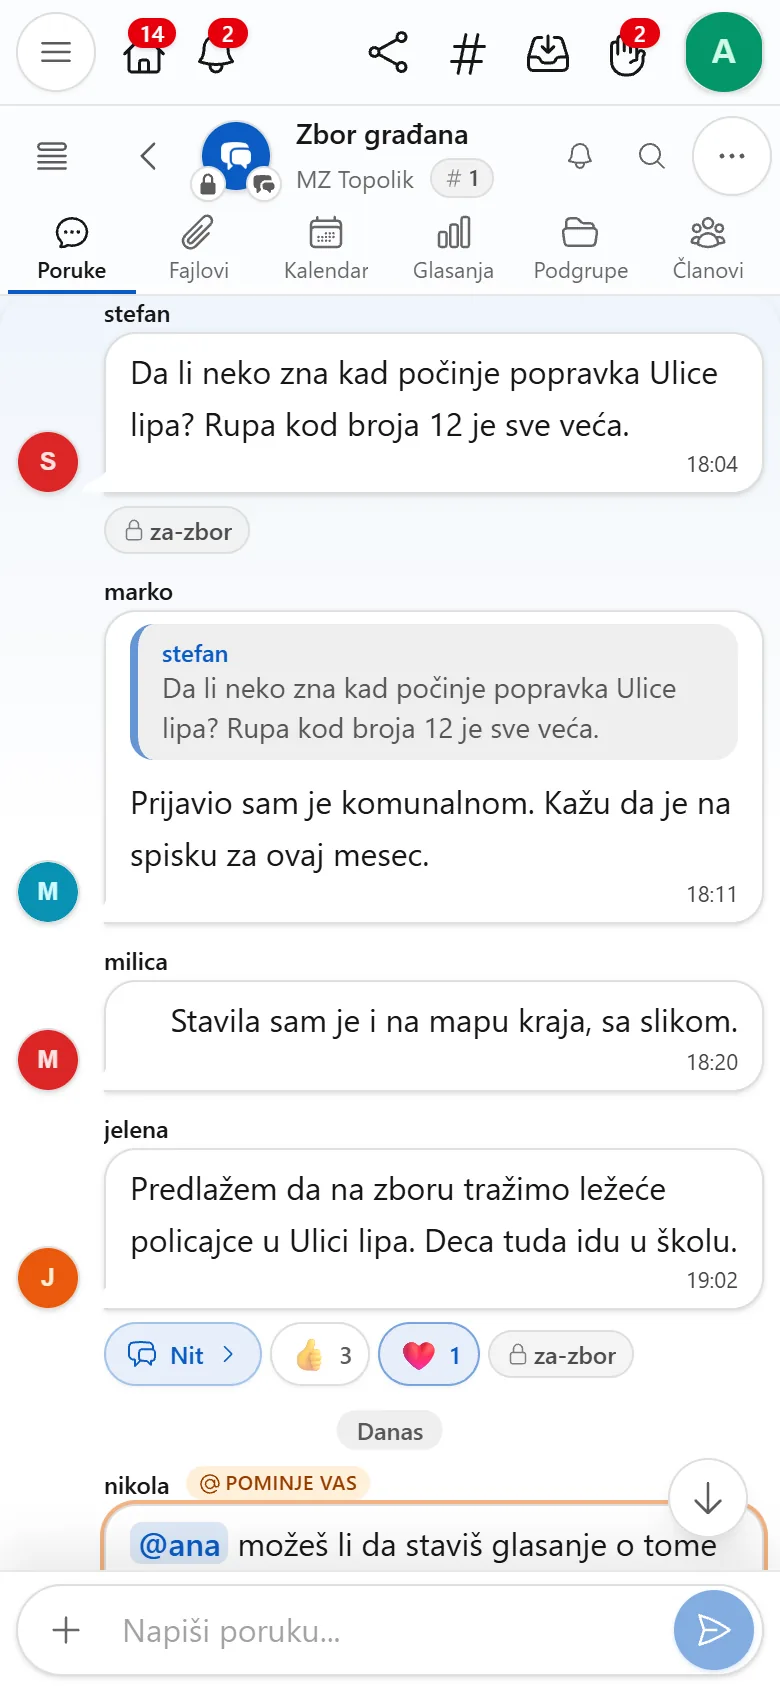 14
2
2
A
Zbor građana
MZ Topolik
# 1
Poruke
Fajlovi
Kalendar
Glasanja
Podgrupe
Članovi
stefan
Da li neko zna kad počinje popravka Ulice
lipa? Rupa kod broja 12 je sve veća.
18:04
S
za-zbor
marko
stefan
Da li neko zna kad počinje popravka Ulice
lipa? Rupa kod broja 12 je sve veća.
Prijavio sam je komunalnom. Kažu da je na
spisku za ovaj mesec.
18:11
M
milica
Stavila sam je i na mapu kraja, sa slikom.
18:20
M
jelena
Predlažem da na zboru tražimo ležeće
policajce u Ulici lipa. Deca tuda idu u školu.
19:02
J
Nit
3
1
za-zbor
Danas
nikola
@ POMINJE VAS
@ana možeš li da staviš glasanje o tome
Napiši poruku...